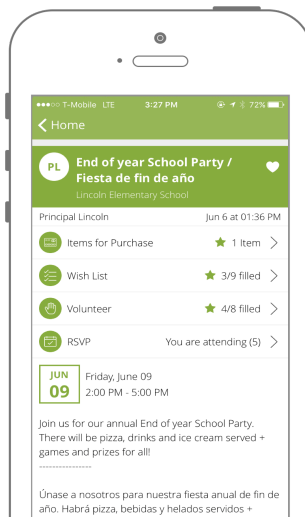 T-Mobile LTE 3:27 PM 72%
Home
PL
End of year School Party /
Fiesta de fin de año
Lincoln Elementary School
Principal Lincoln Jun 6 at 01:36 PM
Items for Purchase 1 Item
Wish List 3/9 filled
Volunteer 4/8 filled
RSVP You are attending (5)
JUN
09
Friday, June 09
2:00 PM - 5:00 PM
Join us for our annual End of year School Party.
There will be pizza, drinks and ice cream served +
games and prizes for all!
----------------
Únase a nosotros para nuestra fiesta anual de fin de
año. Habrá pizza, bebidas y helados servidos +